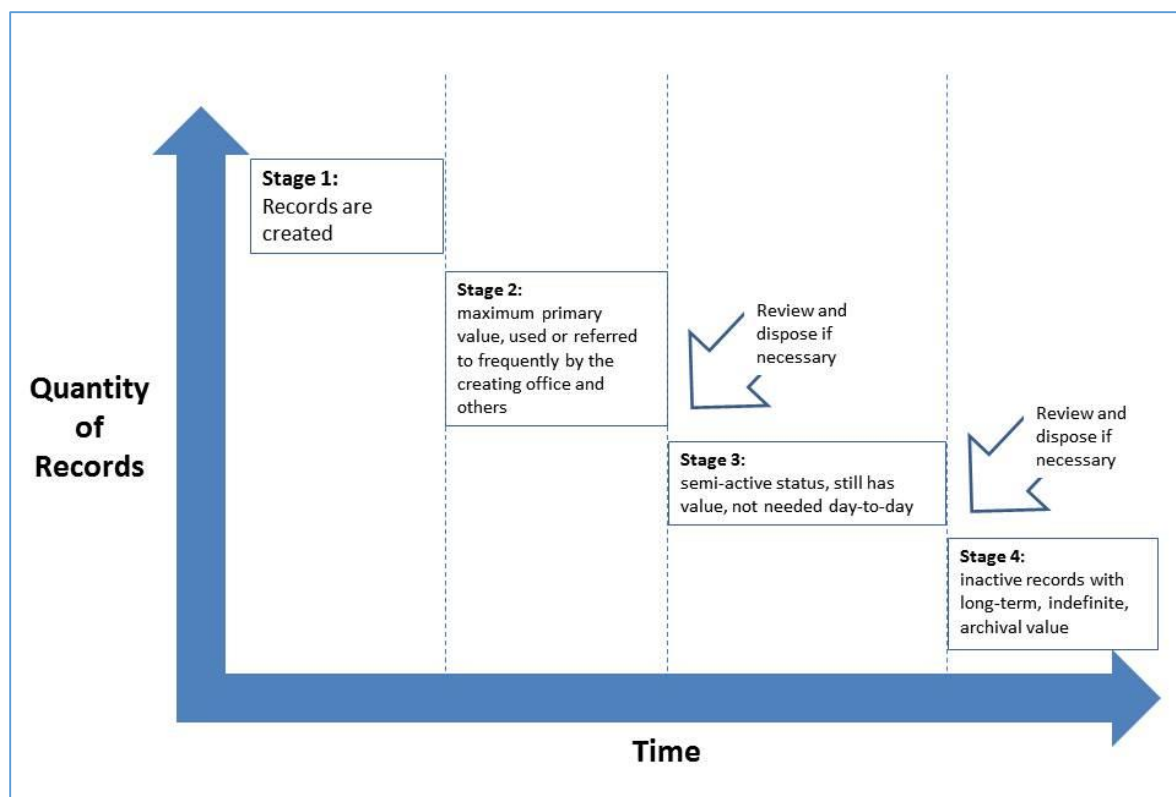 Stage 1:
Records are
created
Stage 2:
maximum primary
value, used or referred
to frequently by the
creating office and
others
Review and
dispose if
necessary
Quantity
of
Records
Stage 3:
semi-active status, still has
value, not needed day-to-day
Review and
dispose if
necessary
Stage 4:
inactive records with
long-term, indefinite,
archival value
Time